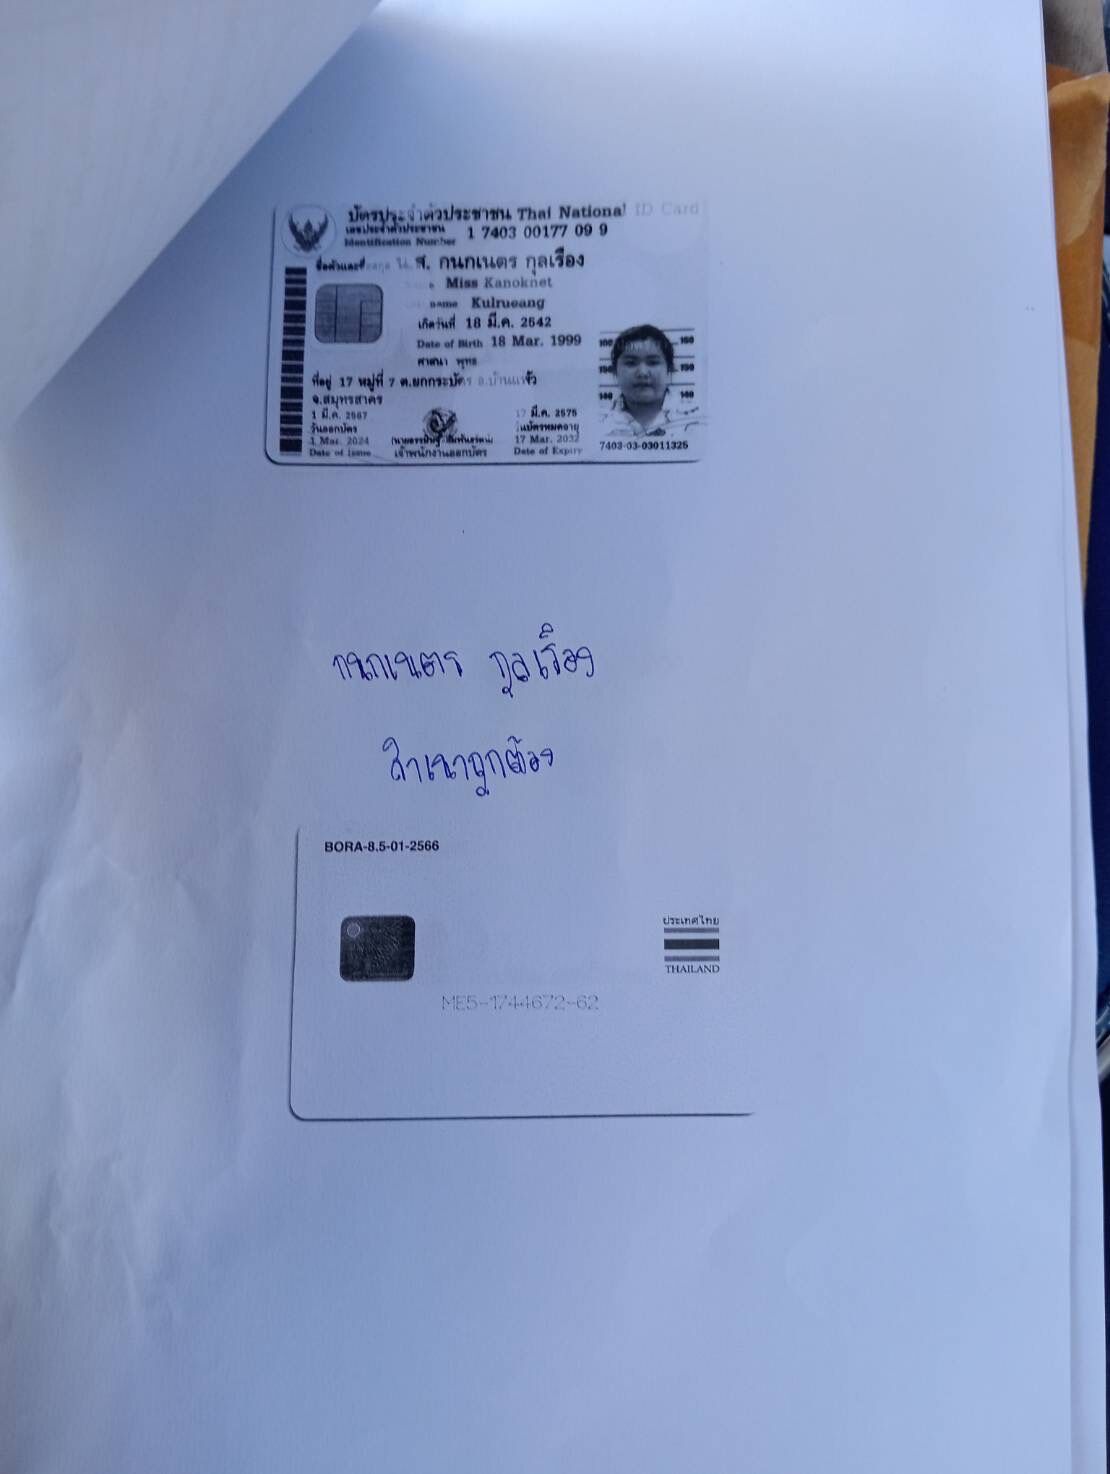 บัตรประจำตัวประชาชน Thai National ID Card
เลขประจำตัวประชาชน
Identification Number
1 7403 00177 09 9
ชื่อตัวและชื่อสกุล น.ส. กนกเนตร กุลเรือง
Miss Kanoknet
name Kulrueang
เกิดวันที่ 18 มี.ค. 2542
Date of Birth 18 Mar. 1999
ศาสนา พุทธ
ที่อยู่ 17 หมู่ที่ 7 ต.ยกกระบัตร อ.บ้านแพ้ว
จ.สมุทรสาคร
1 มี.ค. 2567
วันออกบัตร
1 Mar. 2024
Date of Issue
เจ้าพนักงานออกบัตร
17 มี.ค. 2575
วันบัตรหมดอายุ
17 Mar. 2032
Date of Expiry
7403-03-03011325
กนกเนตร กุลเรือง
สำเนาถูกต้อง
BORA-8.5-01-2566
ประเทศไทย
THAILAND
ME5-1744672-62